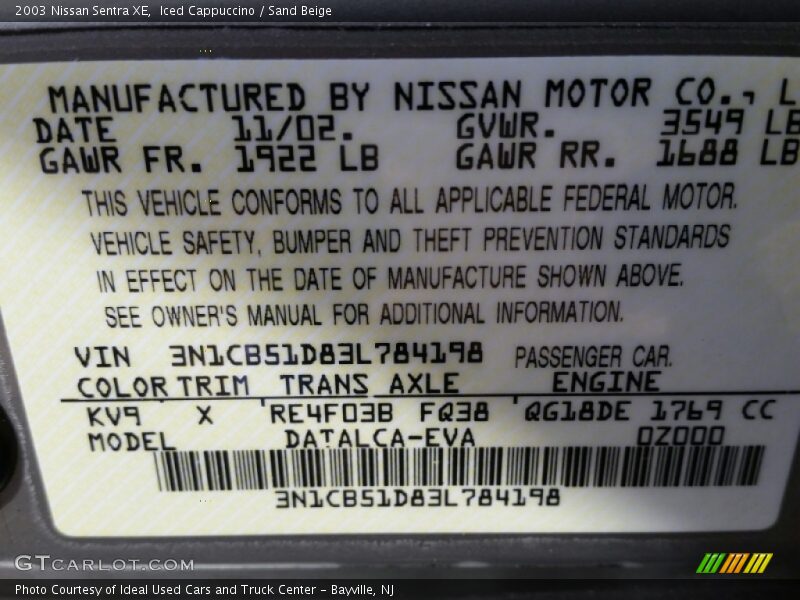 2003 Nissan Sentra XE, Iced Cappuccino / Sand Beige
MANUFACTURED BY NISSAN MOTOR CO., L
DATE 11/02. GVWR. 3549 LB
GAWR FR. 1922 LB GAWR RR. 1688 LB
THIS VEHICLE CONFORMS TO ALL APPLICABLE FEDERAL MOTOR.
VEHICLE SAFETY, BUMPER AND THEFT PREVENTION STANDARDS
IN EFFECT ON THE DATE OF MANUFACTURE SHOWN ABOVE.
SEE OWNER'S MANUAL FOR ADDITIONAL INFORMATION.
VIN 3N1CB51D83L784198 PASSENGER CAR.
COLOR TRIM TRANS AXLE ENGINE
KV9 X 'RE4F03B FQ38 'QG18DE 1769 CC
MODEL DATALCA-EVA 0Z000
3N1CB51D83L784198
GTCARLOT.COM
Photo Courtesy of Ideal Used Cars and Truck Center - Bayville, NJ